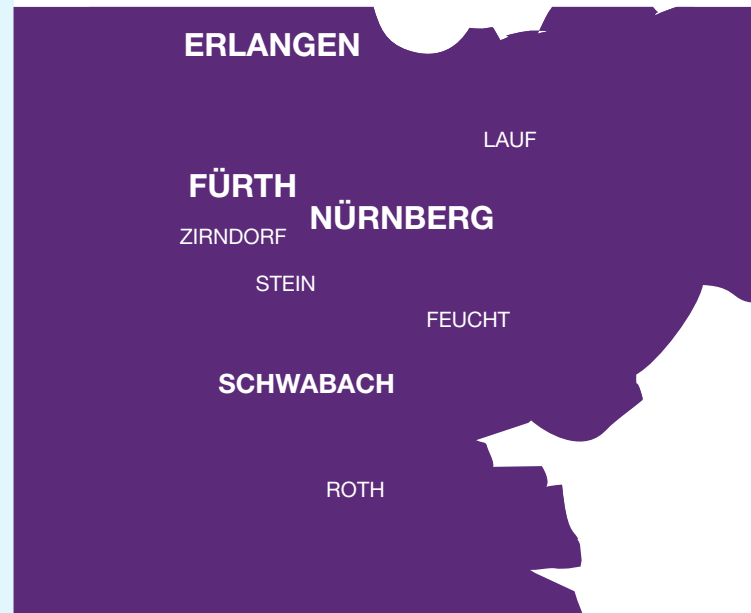 ERLANGEN
LAUF
FÜRTH
NÜRNBERG
ZIRNDORF
STEIN
FEUCHT
SCHWABACH
ROTH